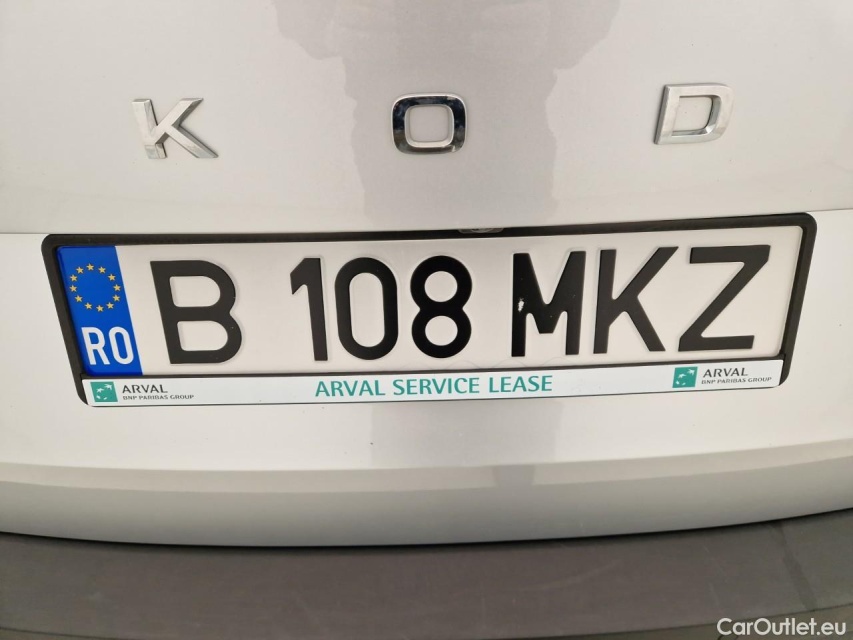 K O D
RO B 108 MKZ
ARVAL
BNP PARIBAS GROUP
ARVAL SERVICE LEASE
ARVAL
BNP PARIBAS GROUP
CarOutlet.eu